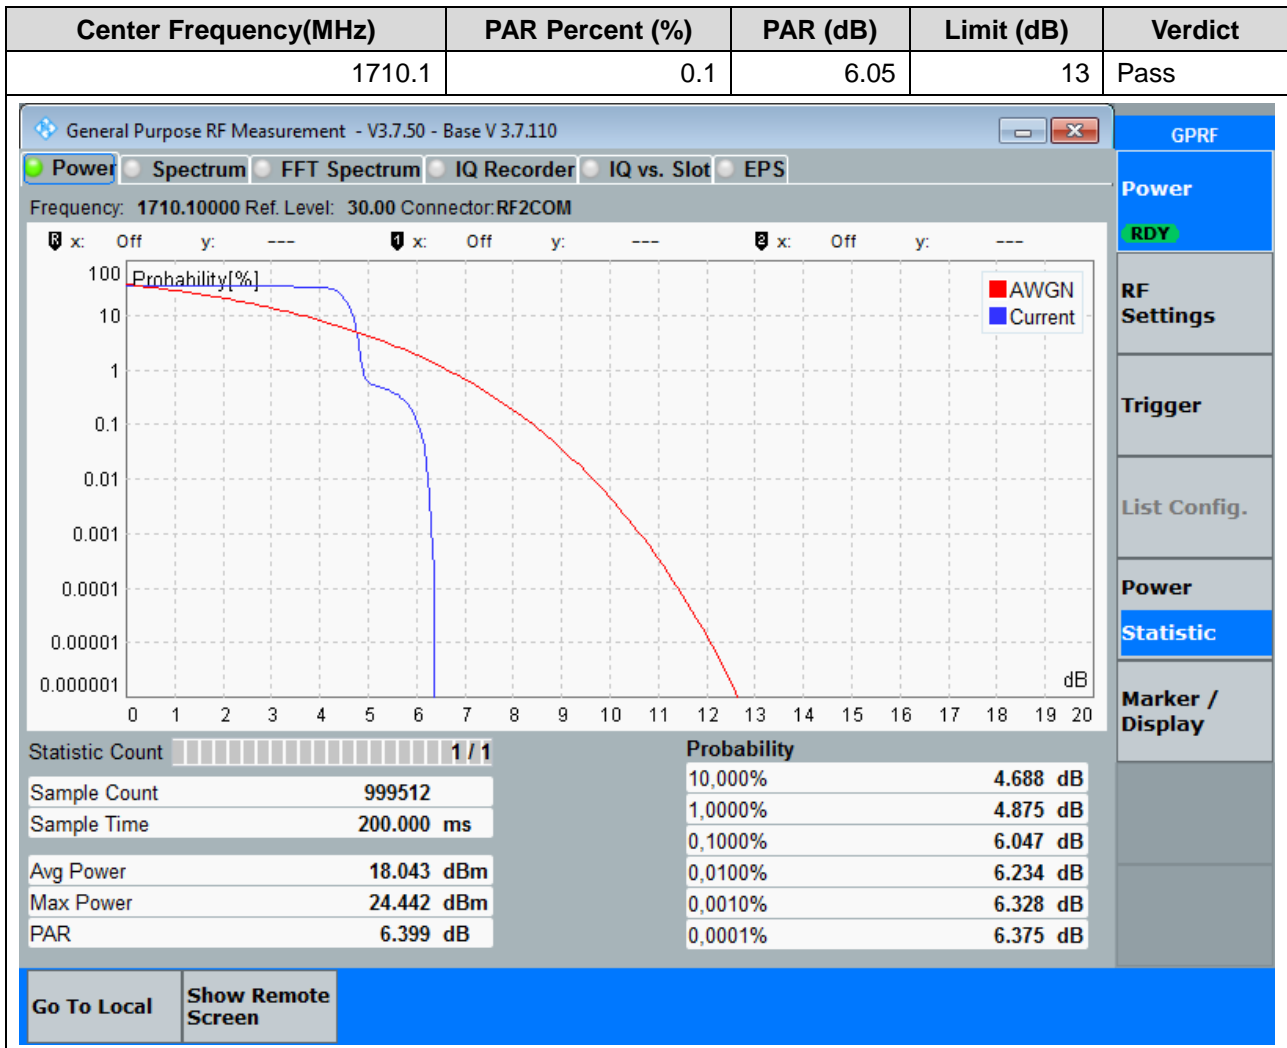 Center Frequency(MHz) PAR Percent (%) PAR (dB) Limit (dB) Verdict
1710.1 0.1 6.05 13 Pass
General Purpose RF Measurement - V3.7.50 - Base V 3.7.110
GPRF
Power Spectrum FFT Spectrum IQ Recorder IQ vs. Slot EPS
Frequency: 1710.10000 Ref. Level: 30.00 Connector:RF2COM
R x: Off y: --- 1 x: Off y: --- 2 x: Off y: ---
Probability[%]
100
10
1
0.1
0.01
0.001
0.0001
0.00001
0.000001
AWGN
Current
dB
0 1 2 3 4 5 6 7 8 9 10 11 12 13 14 15 16 17 18 19 20
Statistic Count 1 / 1
Sample Count 999512
Sample Time 200.000 ms
Avg Power 18.043 dBm
Max Power 24.442 dBm
PAR 6.399 dB
Probability
10,000% 4.688 dB
1,0000% 4.875 dB
0,1000% 6.047 dB
0,0100% 6.234 dB
0,0010% 6.328 dB
0,0001% 6.375 dB
Power
RDY
RF
Settings
Trigger
List Config.
Power
Statistic
Marker /
Display
Go To Local
Show Remote
Screen